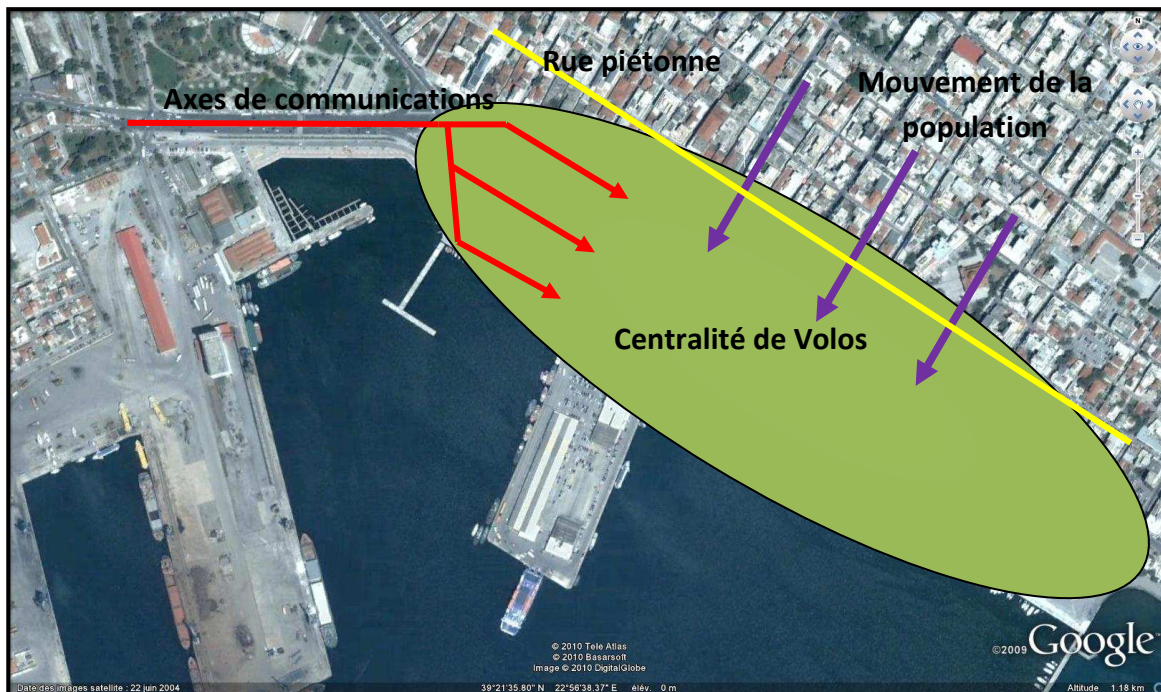 N
Rue piétonne
Mouvement de la
population
Axes de communications
Centralité de Volos
© 2010 Tele Atlas
© 2010 Basarsoft
Image © 2010 DigitalGlobe
©2009 Google
Date des images satellite : 22 juin 2004
39°21'35.80" N 22°56'38.37" E élév. 0 m
Altitude 1.18 km